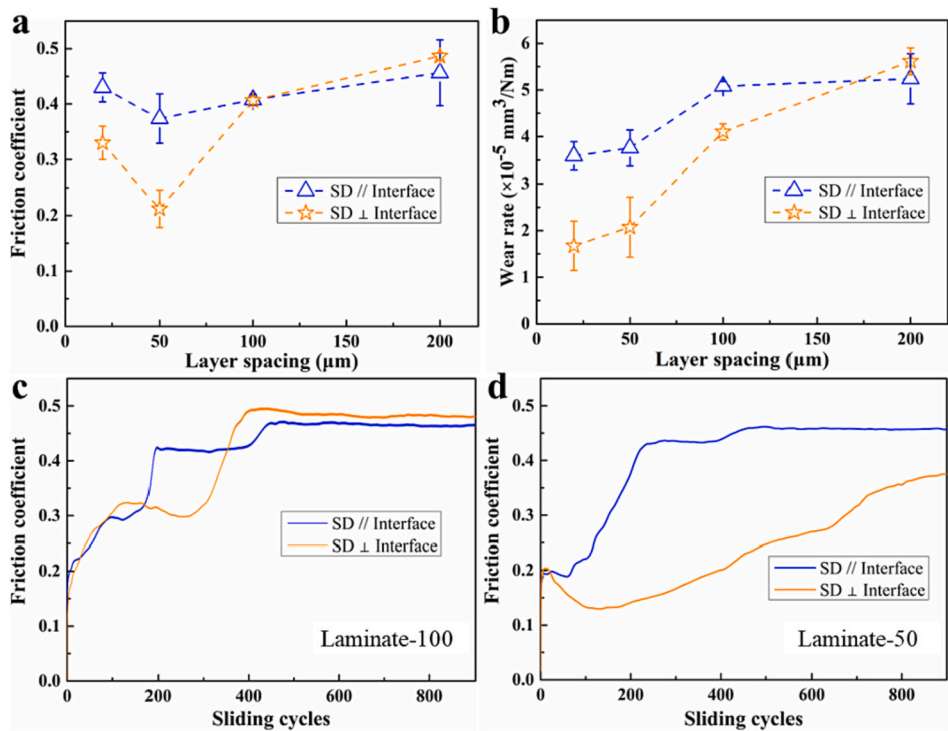 a
Friction coefficient
0.5
0.4
0.3
0.2
0.1
0.0
SD // Interface
SD ⊥ Interface
0 50 100 150 200
Layer spacing (μm)
b
Wear rate (×10⁻⁵ mm³/Nm)
6
5
4
3
2
1
0
SD // Interface
SD ⊥ Interface
0 50 100 150 200
Layer spacing (μm)
c
Friction coefficient
0.5
0.4
0.3
0.2
0.1
0.0
SD // Interface
SD ⊥ Interface
Laminate-100
0 200 400 600 800
Sliding cycles
d
Friction coefficient
0.5
0.4
0.3
0.2
0.1
0.0
SD // Interface
SD ⊥ Interface
Laminate-50
0 200 400 600 800
Sliding cycles